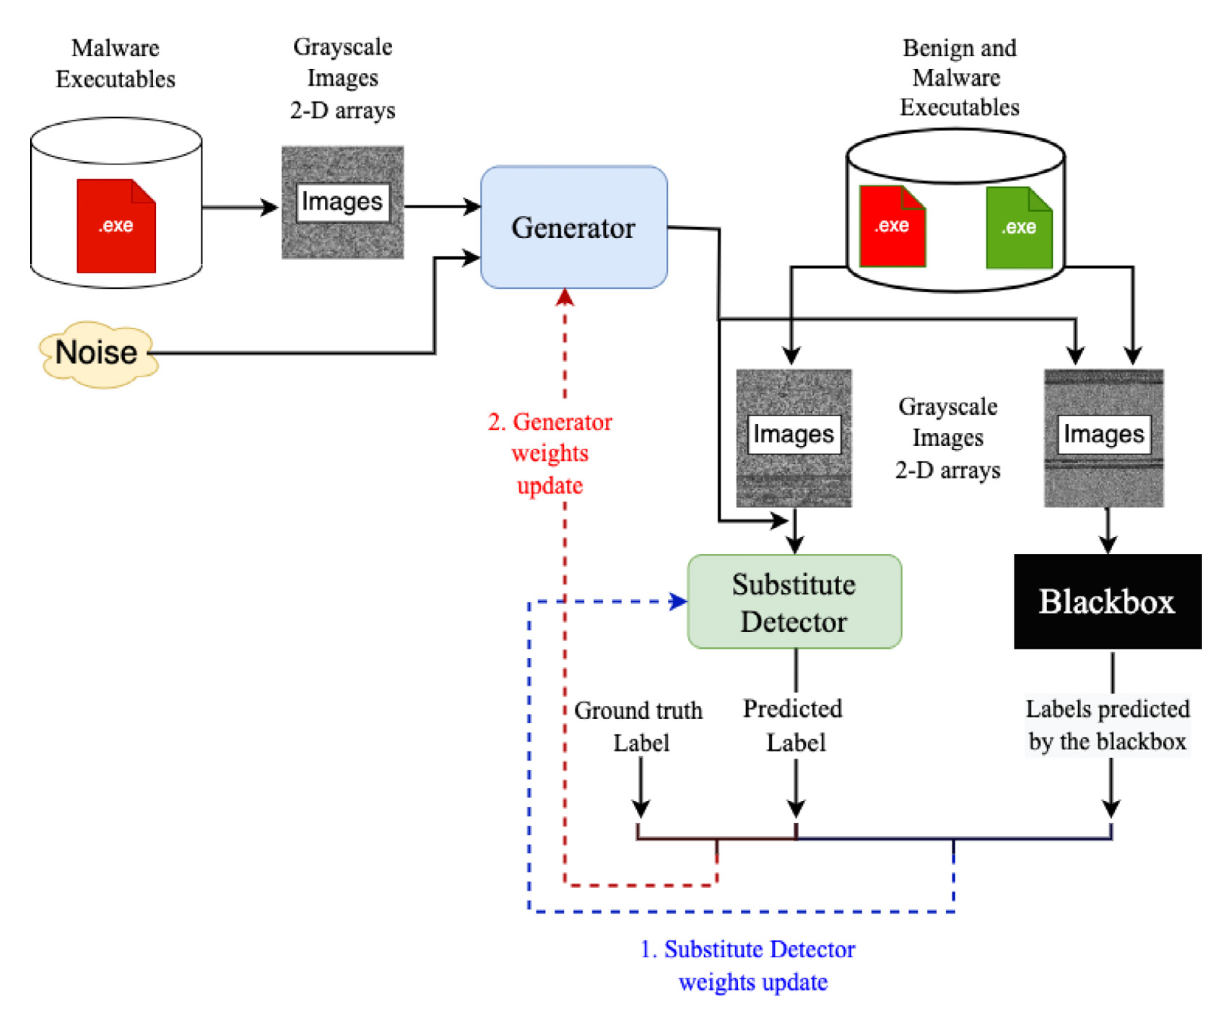 Malware
Executables
Grayscale
Images
2-D arrays
Benign and
Malware
Executables
.exe
Images
Generator
.exe
.exe
Noise
2. Generator
weights
update
Images
Grayscale
Images
2-D arrays
Images
Substitute
Detector
Blackbox
Ground truth
Label
Predicted
Label
Labels predicted
by the blackbox
1. Substitute Detector
weights update